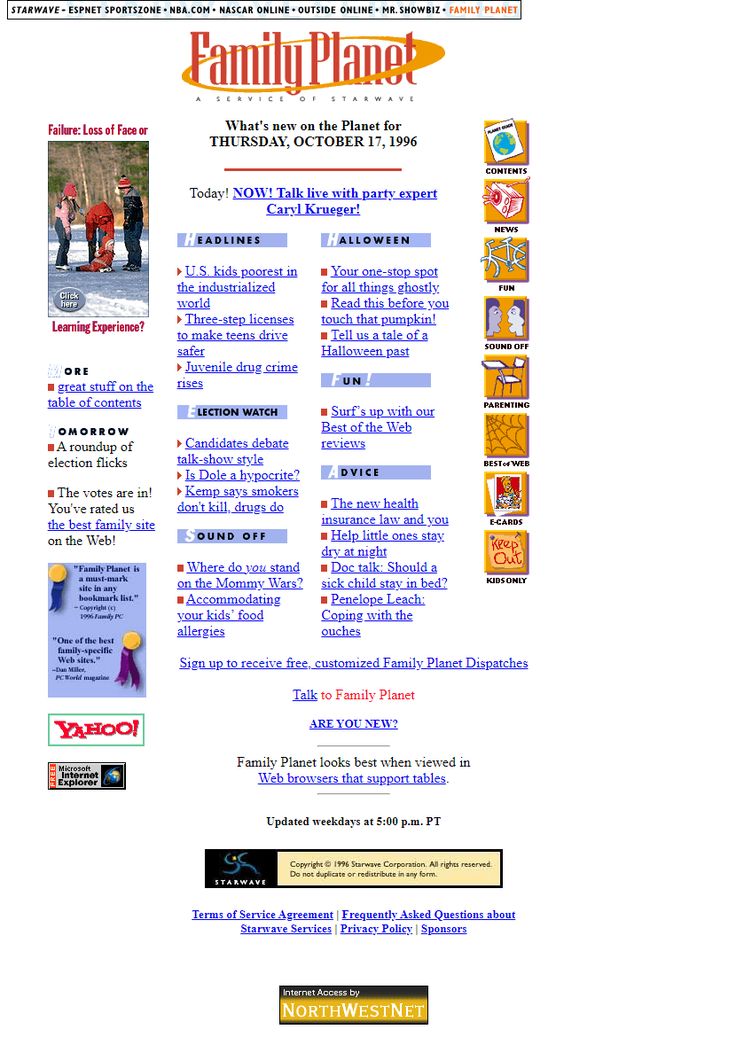 STARWAVE - ESPNET SPORTSZONE • NBA.COM • NASCAR ONLINE • OUTSIDE ONLINE • MR. SHOWBIZ • FAMILY PLANET
Family Planet
A SERVICE OF STARWAVE
Failure: Loss of Face or
Click
here
Learning Experience?
MORE
great stuff on the
table of contents
TOMORROW
A roundup of
election flicks
The votes are in!
You've rated us
the best family site
on the Web!
"Family Planet is
a must-mark
site in any
bookmark list."
– Copyright (c)
1996 Family PC
"One of the best
family-specific
Web sites."
–Dan Miller,
PC World magazine
YAHOO!
FREE
Microsoft
Internet
Explorer
What's new on the Planet for
THURSDAY, OCTOBER 17, 1996
Today! NOW! Talk live with party expert
Caryl Krueger!
HEADLINES
U.S. kids poorest in
the industrialized
world
Three-step licenses
to make teens drive
safer
Juvenile drug crime
rises
ELECTION WATCH
Candidates debate
talk-show style
Is Dole a hypocrite?
Kemp says smokers
don't kill, drugs do
SOUND OFF
Where do you stand
on the Mommy Wars?
Accommodating
your kids' food
allergies
HALLOWEEN
Your one-stop spot
for all things ghostly
Read this before you
touch that pumpkin!
Tell us a tale of a
Halloween past
FUN!
Surf's up with our
Best of the Web
reviews
ADVICE
The new health
insurance law and you
Help little ones stay
dry at night
Doc talk: Should a
sick child stay in bed?
Penelope Leach:
Coping with the
ouches
PLANET GUIDE
CONTENTS
NEWS
FUN
SOUND OFF
PARENTING
BEST of WEB
E-CARDS
KEEP
OUT
KIDS ONLY
Sign up to receive free, customized Family Planet Dispatches
Talk to Family Planet
ARE YOU NEW?
Family Planet looks best when viewed in
Web browsers that support tables.
Updated weekdays at 5:00 p.m. PT
STARWAVE
Copyright © 1996 Starwave Corporation. All rights reserved.
Do not duplicate or redistribute in any form.
Terms of Service Agreement | Frequently Asked Questions about
Starwave Services | Privacy Policy | Sponsors
Internet Access by
NORTHWESTNET